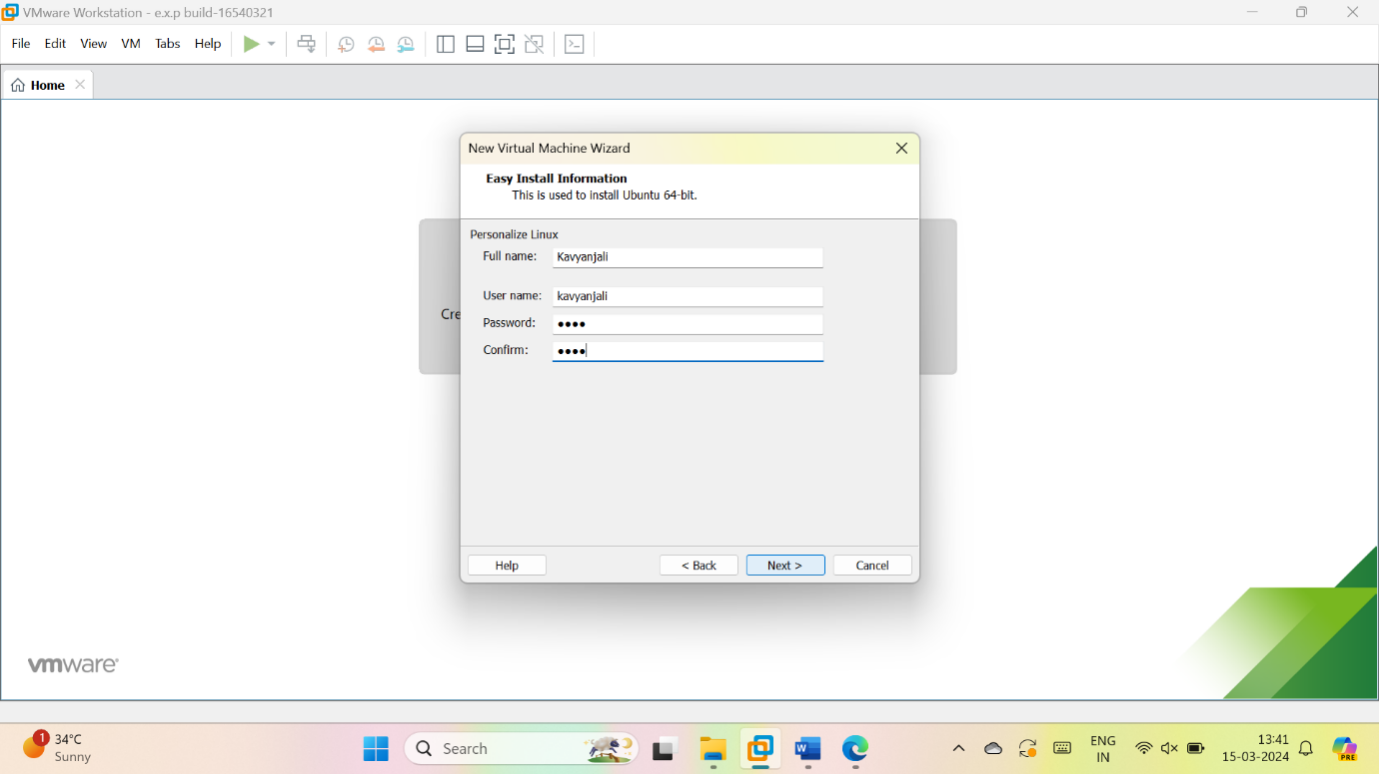 VMware Workstation - e.x.p build-16540321
File Edit View VM Tabs Help
Home
New Virtual Machine Wizard
Easy Install Information
This is used to install Ubuntu 64-bit.
Personalize Linux
Full name: Kavyanjali
User name: kavyanjali
Cre
Password: ●●●●
Confirm: ●●●●
Help < Back Next > Cancel
vmware®
1
34°C
Sunny
Search
ENG
IN
13:41
15-03-2024
PRE